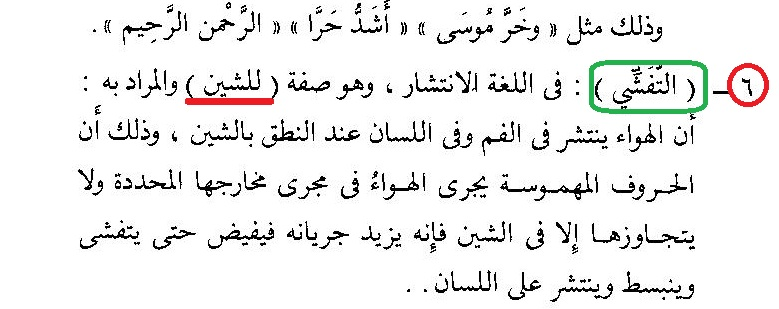 وذلك مثل « وخَرَّ مُوسَى » « أَشَدُّ حَرًّا » « الرَّحْمن الرَّحِيم » .
٦ ــ ( التَّفَشِّي ) : فى اللغة الانتشار ، وهو صفة ( للشين ) والمراد به :
أن الهواء ينتشر فى الفم وفى اللسان عند النطق بالشين ، وذلك أن
الحروف المهموسة يجرى الهواءُ فى مجرى مخارجها المحددة ولا
يتجاوزها إلا فى الشين فإنه يزيد جريانه فيفيض حتى يتفشى
وينبسط وينتشر على اللسان . .